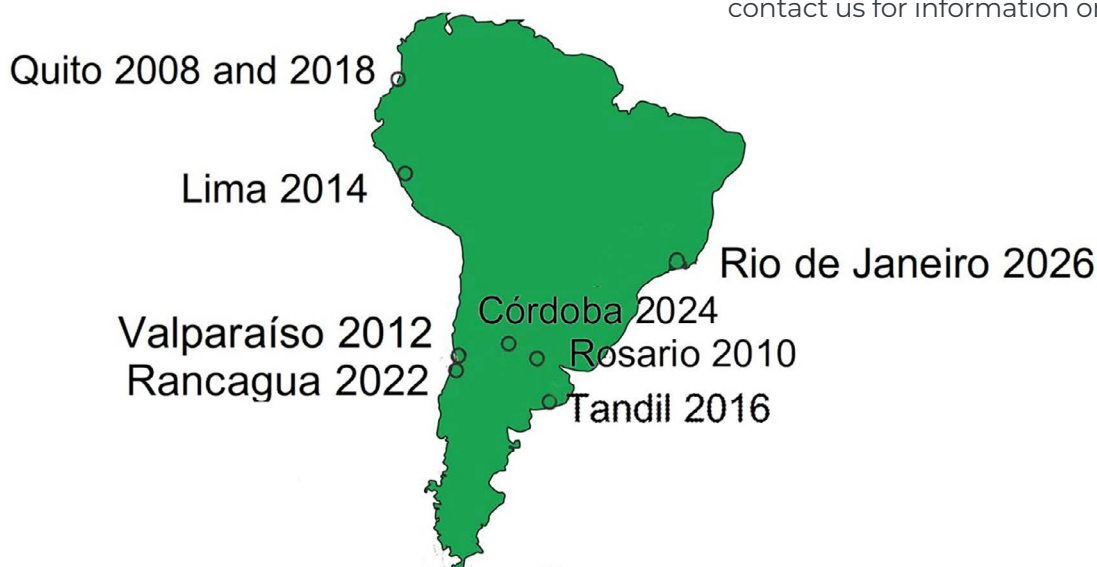 contact us for information or
Quito 2008 and 2018
Lima 2014
Rio de Janeiro 2026
Córdoba 2024
Valparaíso 2012
Rosario 2010
Rancagua 2022
Tandil 2016